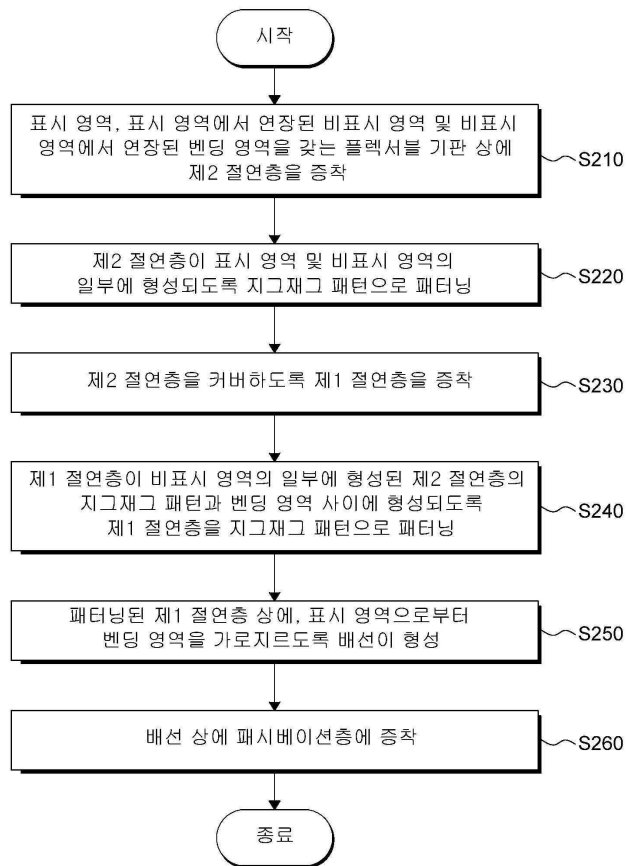 시작
표시 영역, 표시 영역에서 연장된 비표시 영역 및 비표시
영역에서 연장된 벤딩 영역을 갖는 플렉서블 기판 상에
제2 절연층을 증착
S210
제2 절연층이 표시 영역 및 비표시 영역의
일부에 형성되도록 지그재그 패턴으로 패터닝
S220
제2 절연층을 커버하도록 제1 절연층을 증착
S230
제1 절연층이 비표시 영역의 일부에 형성된 제2 절연층의
지그재그 패턴과 벤딩 영역 사이에 형성되도록
제1 절연층을 지그재그 패턴으로 패터닝
S240
패터닝된 제1 절연층 상에, 표시 영역으로부터
벤딩 영역을 가로지르도록 배선이 형성
S250
배선 상에 패시베이션층에 증착
S260
종료